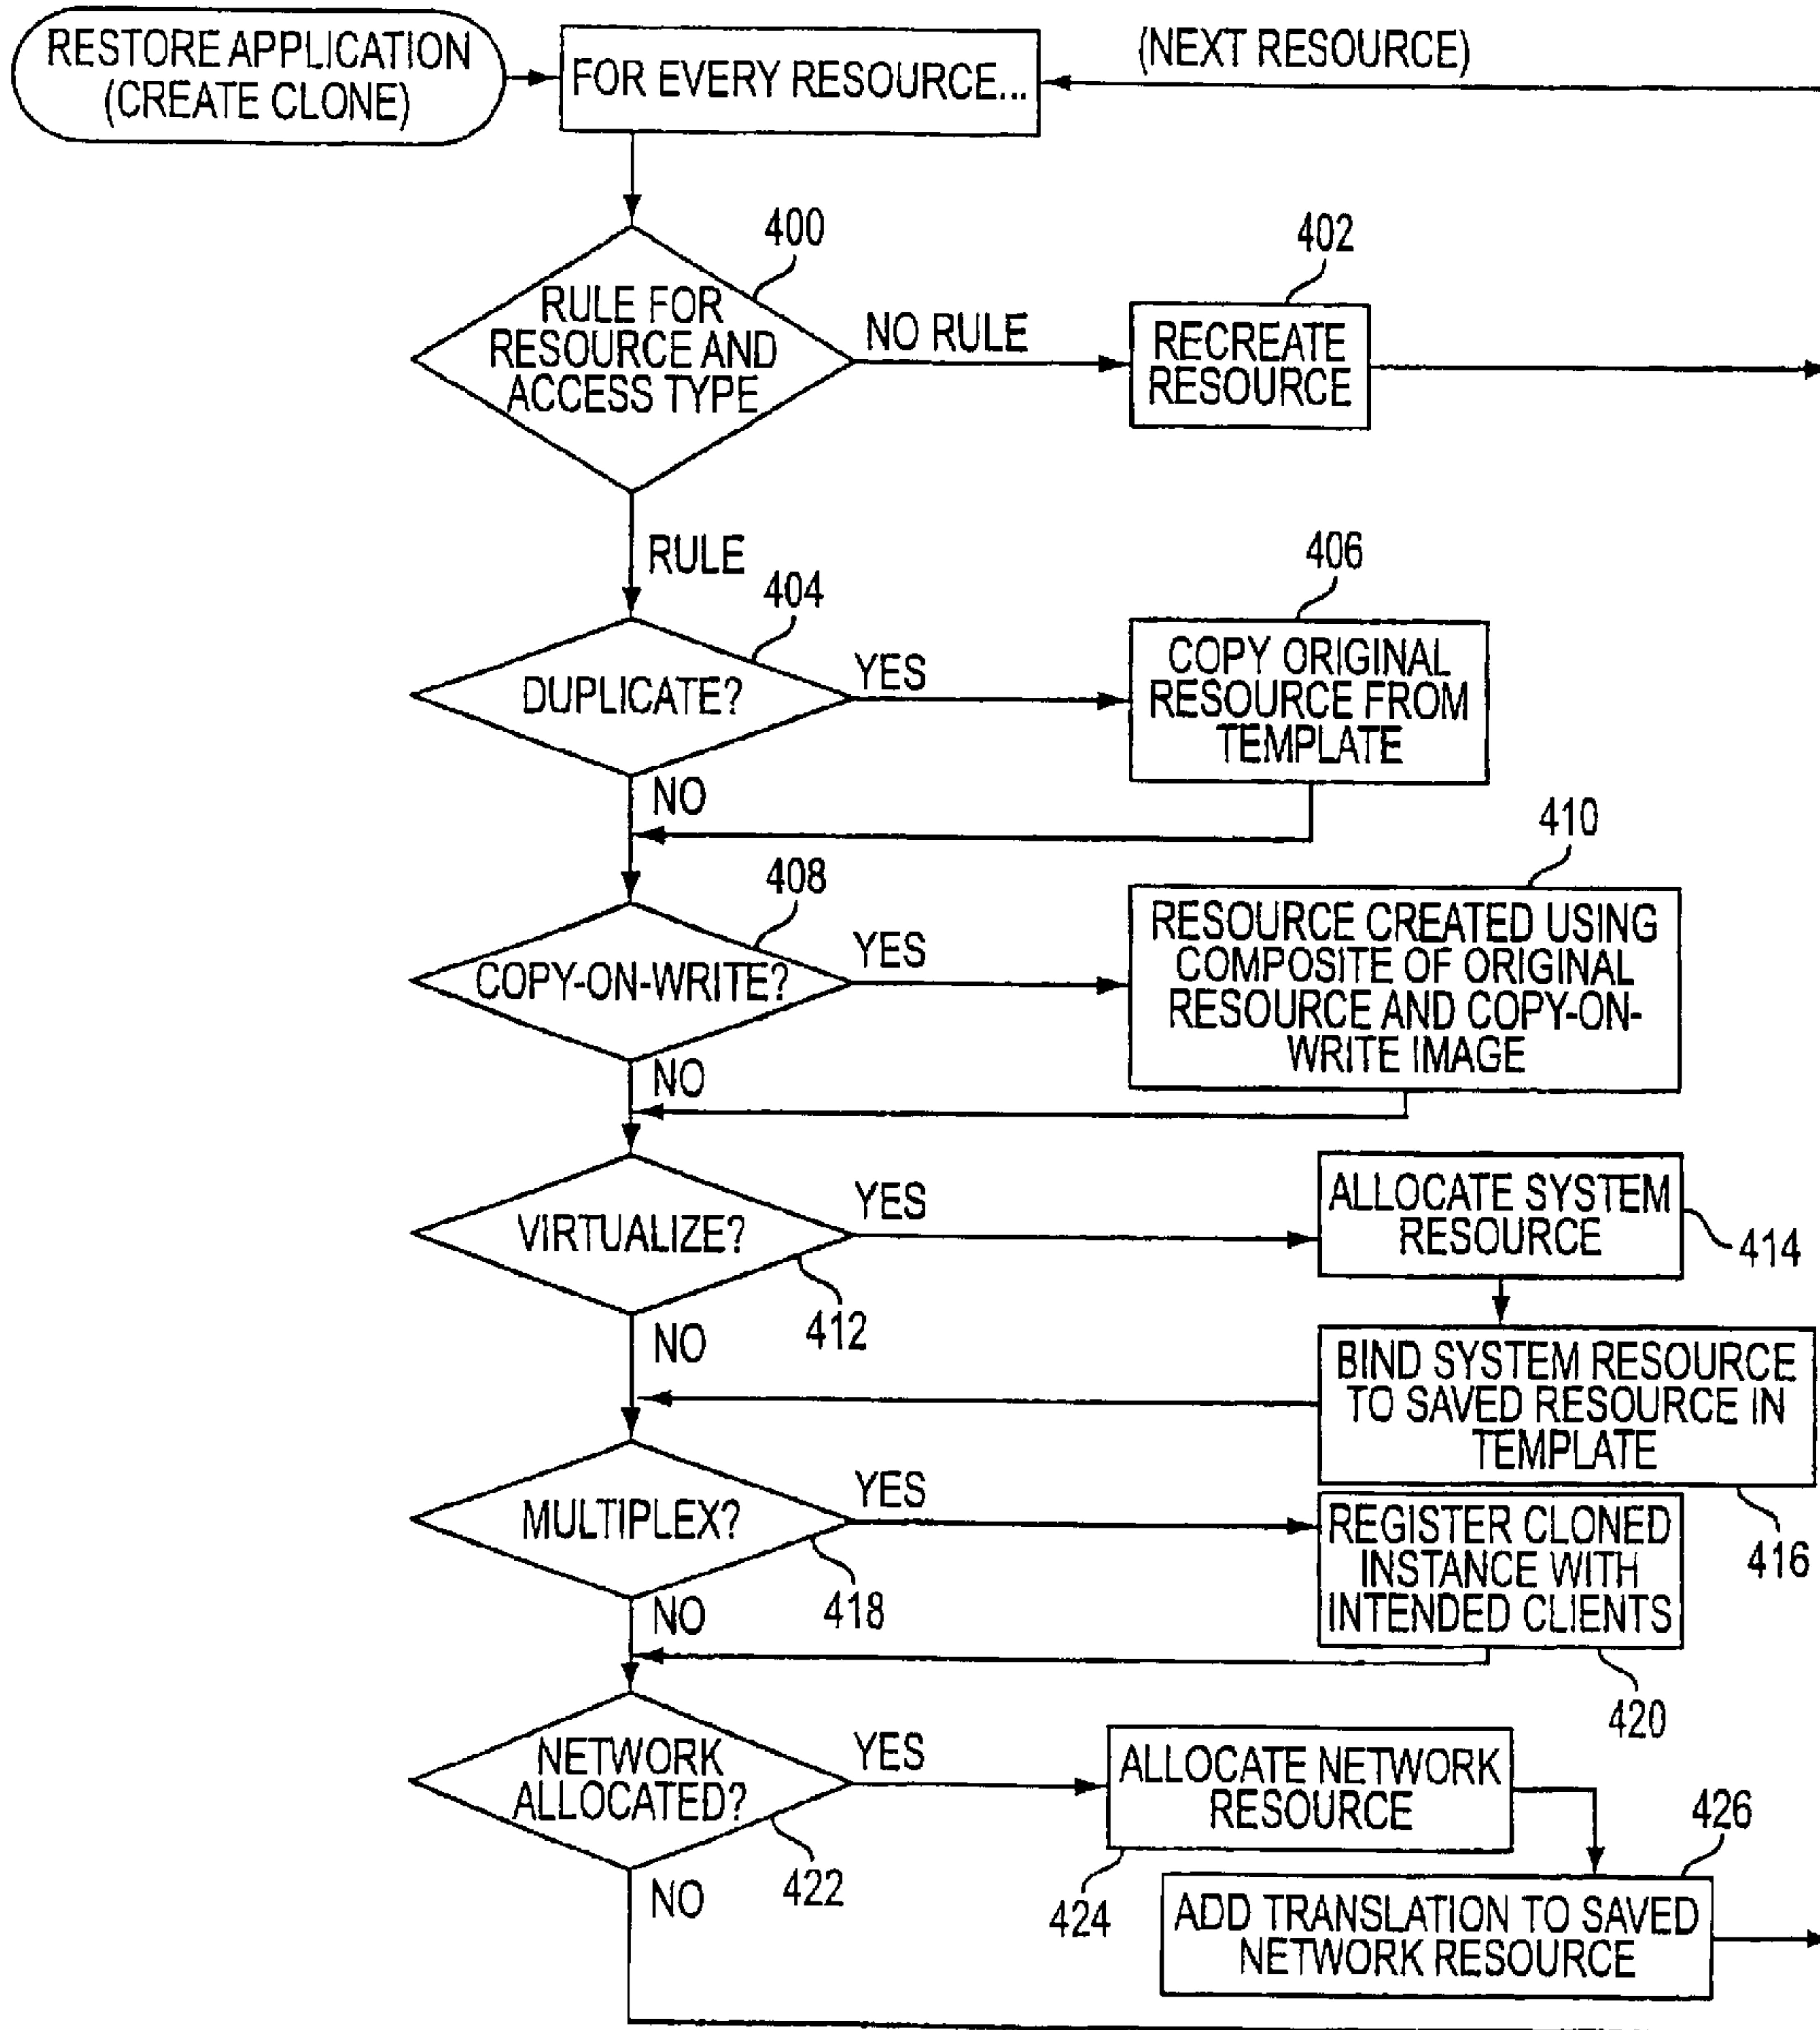 RESTORE APPLICATION
(CREATE CLONE)
FOR EVERY RESOURCE...
(NEXT RESOURCE)
400
RULE FOR
RESOURCE AND
ACCESS TYPE
NO RULE
402
RECREATE
RESOURCE
RULE
404
DUPLICATE?
YES
406
COPY ORIGINAL
RESOURCE FROM
TEMPLATE
NO
408
COPY-ON-WRITE?
YES
410
RESOURCE CREATED USING
COMPOSITE OF ORIGINAL
RESOURCE AND COPY-ON-
WRITE IMAGE
NO
VIRTUALIZE?
412
YES
ALLOCATE SYSTEM
RESOURCE
414
NO
BIND SYSTEM RESOURCE
TO SAVED RESOURCE IN
TEMPLATE
416
MULTIPLEX?
418
YES
REGISTER CLONED
INSTANCE WITH
INTENDED CLIENTS
420
NO
NETWORK
ALLOCATED?
422
YES
ALLOCATE NETWORK
RESOURCE
424
426
ADD TRANSLATION TO SAVED
NETWORK RESOURCE
NO